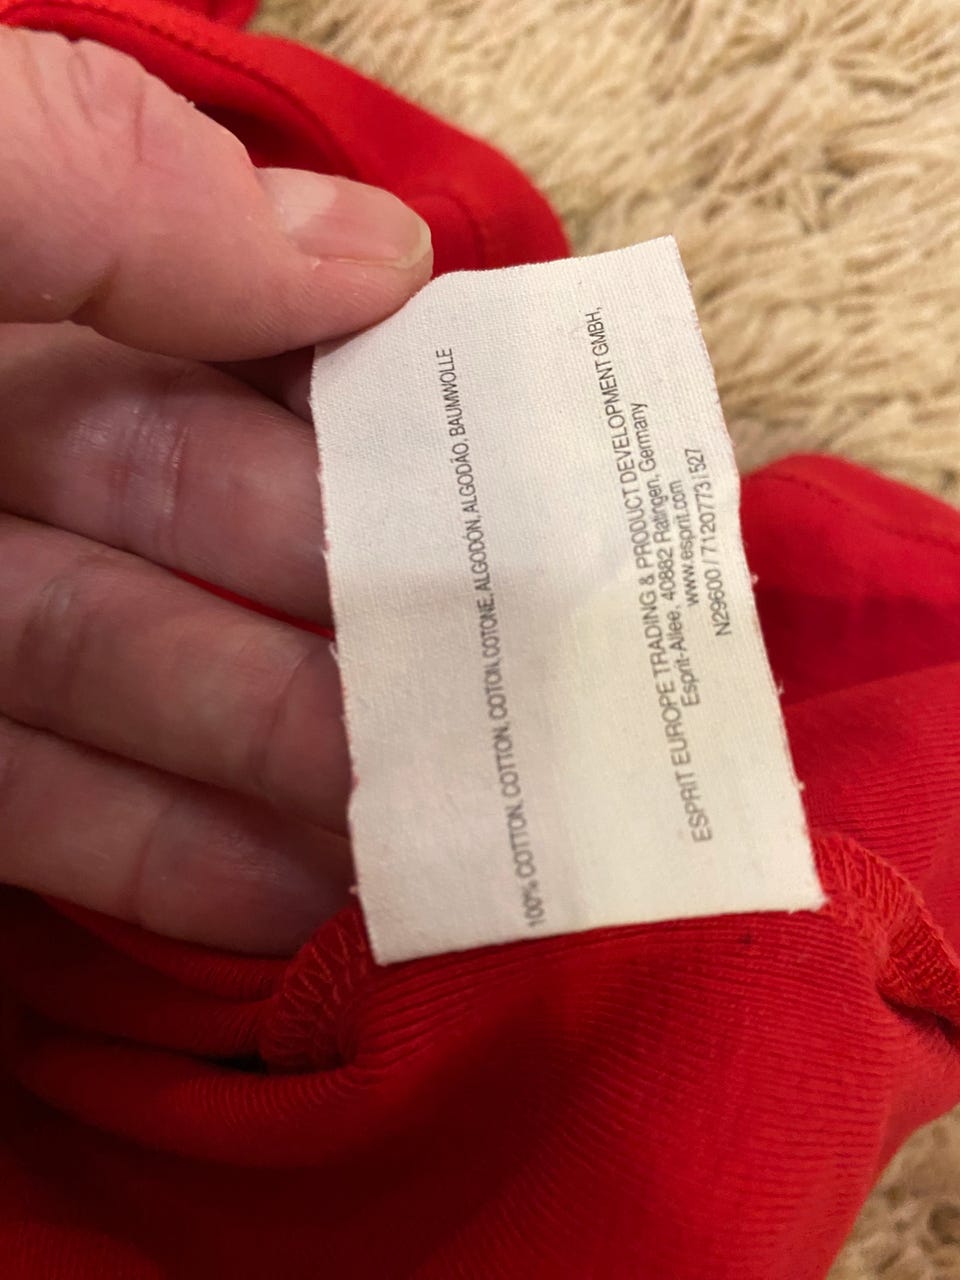 100% COTTON, COTTON, COTON, COTONE, ALGODÓN, ALGODÃO, BAUMWOLLE
ESPRIT EUROPE TRADING & PRODUCT DEVELOPMENT GMBH,
Esprit-Allee, 40882 Ratingen, Germany
www.esprit.com
N29600 / 7120773 | 527